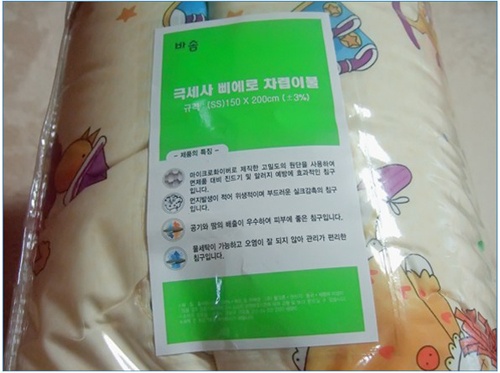 바솜
극세사 삐에로 차렵이불
규격 : (SS)150 X 200cm (±3%)
제품의 특징
마이크로화이버로 제직한 고밀도의 원단을 사용하여
면제품 대비 진드기 및 알러지 예방에 효과적인 침구
입니다.
먼지발생이 적어 위생적이며 부드러운 실크감촉의 침구
입니다.
공기와 땀의 배출이 우수하여 피부에 좋은 침구입니다.
물세탁이 가능하고 오염이 잘 되지 않아 관리가 편리한
침구입니다.